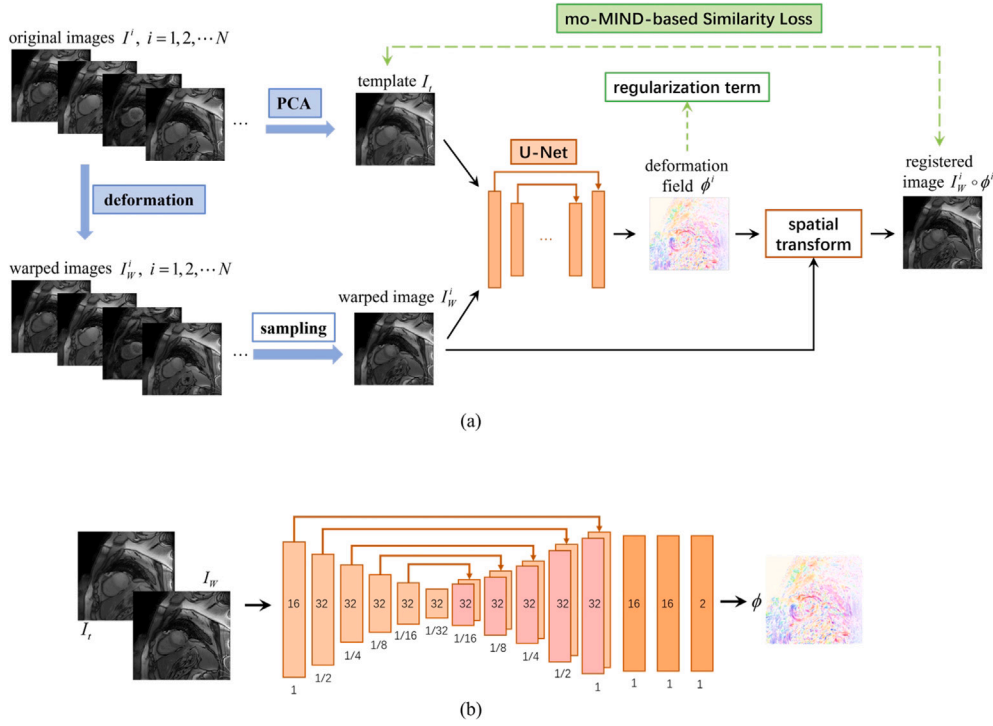 mo-MIND-based Similarity Loss
original images I^i, i = 1, 2, ⋯ N
template I_t
PCA
...
regularization term
U-Net
deformation
field ϕ^i
registered
image I_W^i ∘ ϕ^i
deformation
...
spatial
transform
warped images I_W^i, i = 1, 2, ⋯ N
warped image I_W^i
sampling
...
(a)
I_W
I_t
16 32 32 32 32 32 32 32 32 32 32 16 16 2
ϕ
1 1/2 1/4 1/8 1/16 1/32 1/16 1/8 1/4 1/2 1 1 1 1
(b)